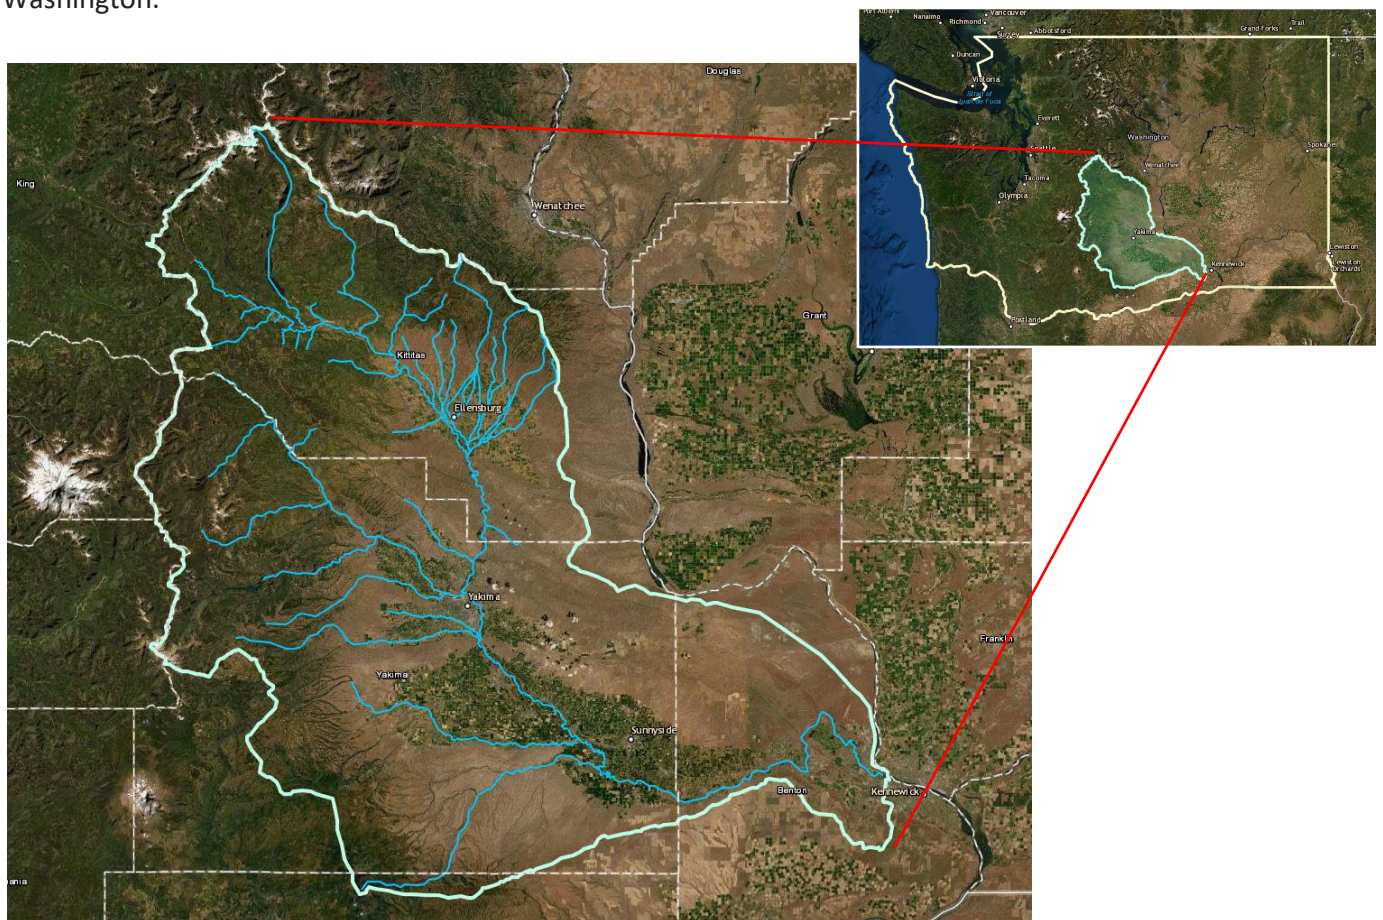 Washington.
Port Alberni
Nanaimo
Vancouver
Richmond
Surrey
Abbotsford
Grand Forks
Trail
Duncan
Victoria
Strait of
Juan de Fuca
Everett
Washington
Seattle
Wenatchee
Spokane
Tacoma
Olympia
Yakima
Kennewick
Lewiston
Lewiston
Orchards
Portland
Douglas
King
Wenatchee
Grant
Kittitas
Ellensburg
Yakima
Franklin
Yakima
Sunnyside
Benton
Kennewick
ania